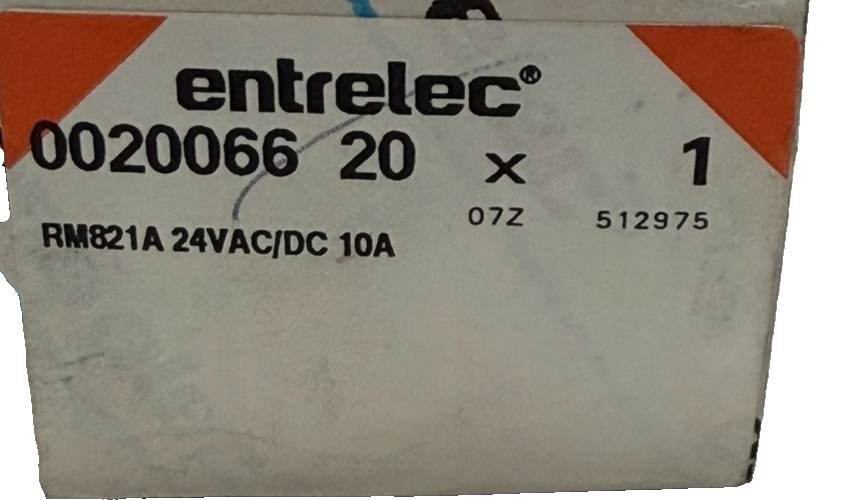 entrelec®
0020066 20 x 1
07Z 512975
RM821A 24VAC/DC 10A